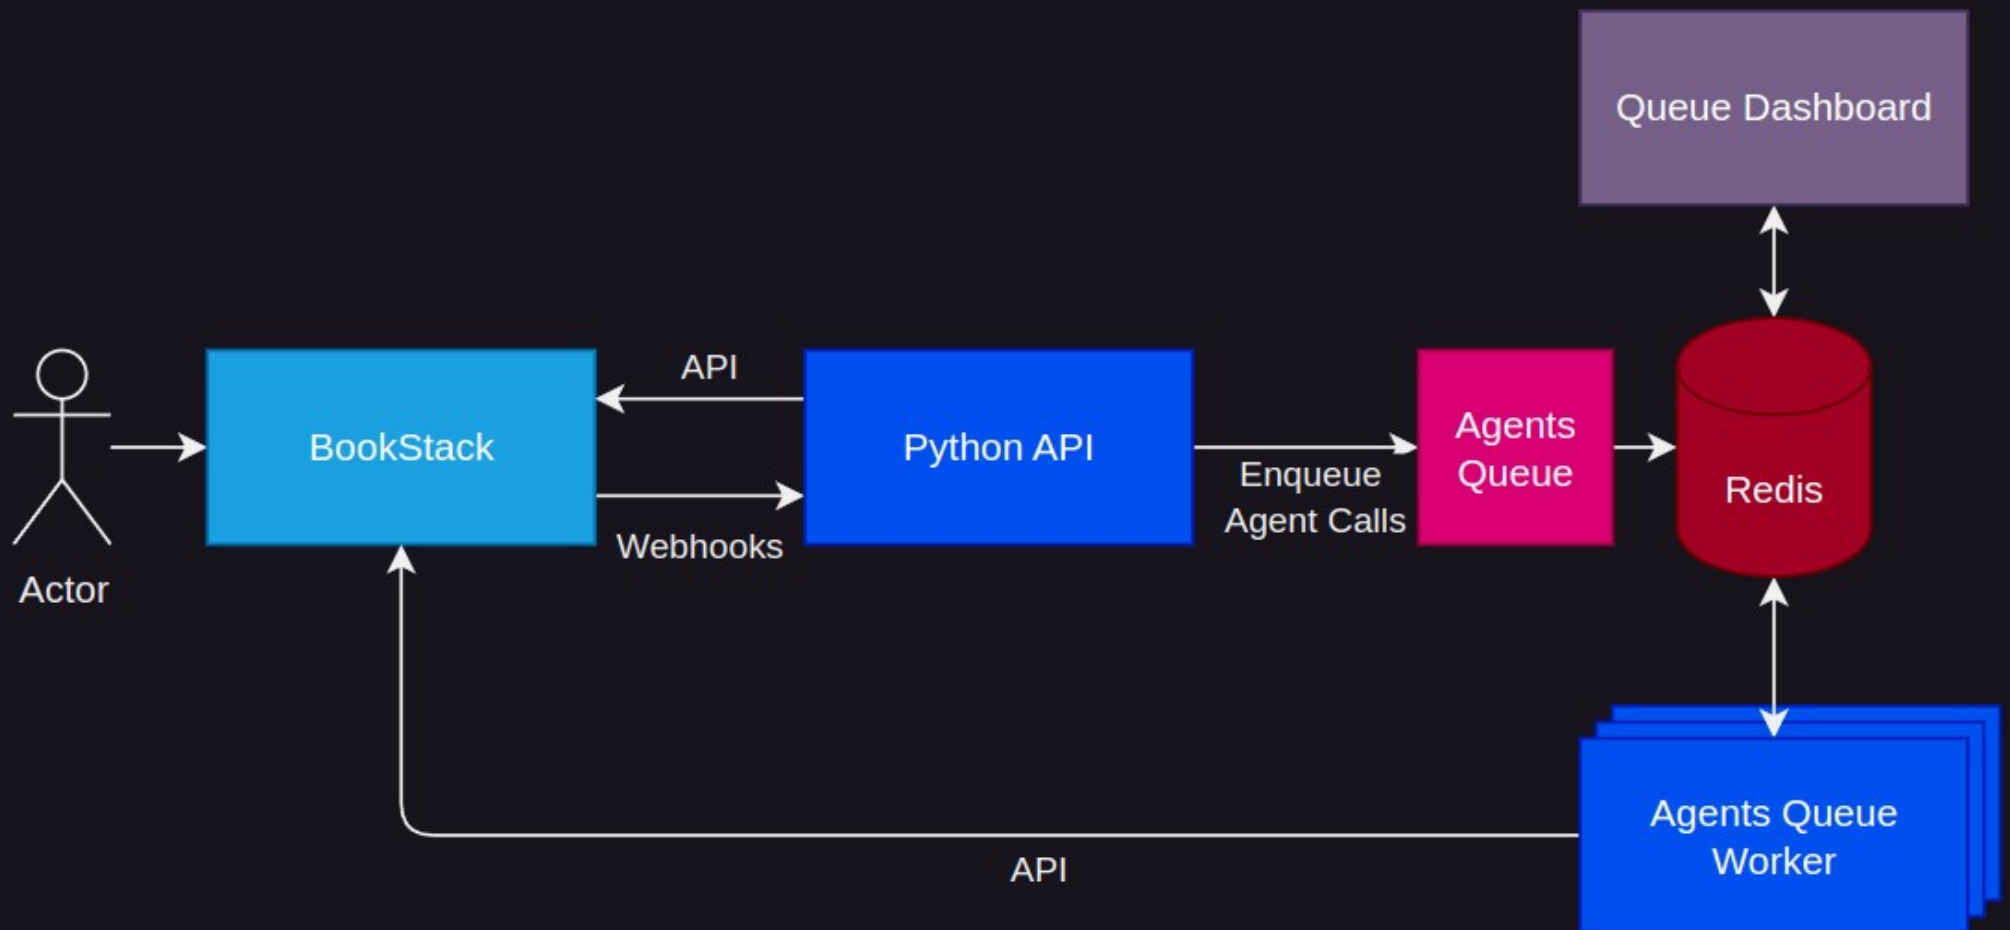 Queue Dashboard
API
BookStack
Python API
Agents
Queue
Enqueue
Agent Calls
Redis
Webhooks
Actor
Agents Queue
Worker
API